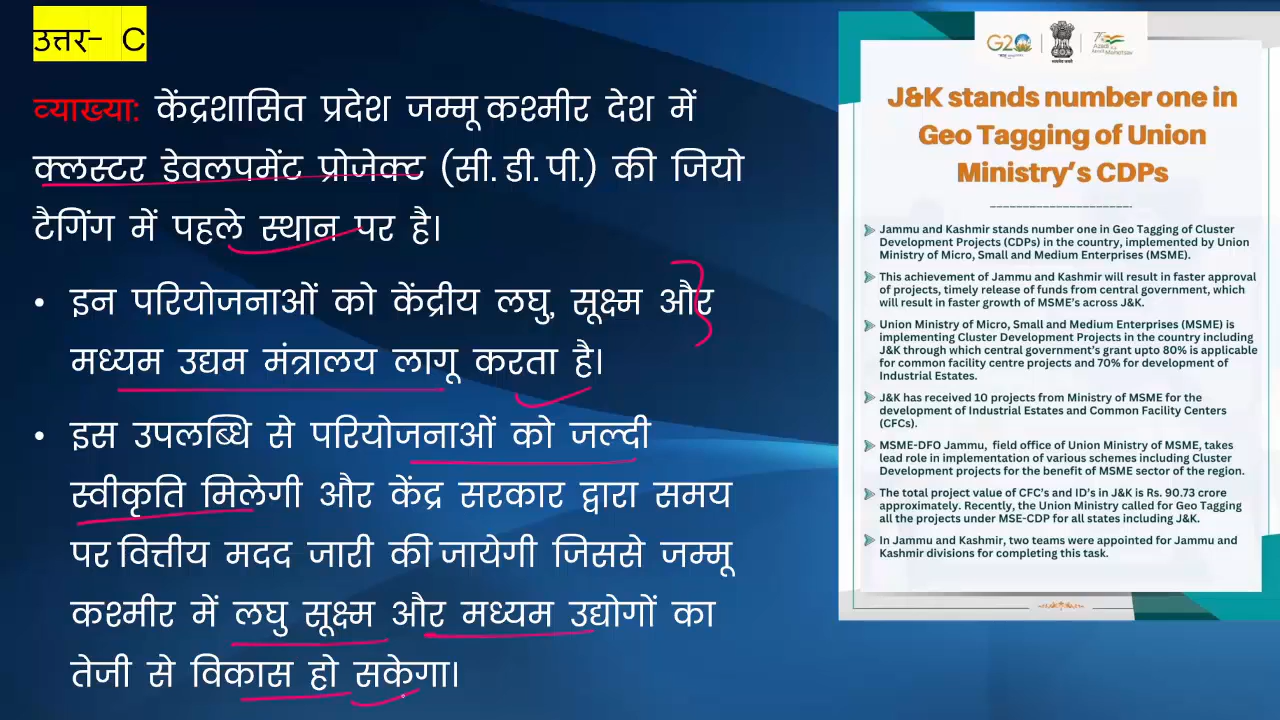 उत्तर- C
व्याख्या: केंद्रशासित प्रदेश जम्मू कश्मीर देश में
क्लस्टर डेवलपमेंट प्रोजेक्ट (सी. डी. पी.) की जियो
टैगिंग में पहले स्थान पर है।
• इन परियोजनाओं को केंद्रीय लघु, सूक्ष्म और
मध्यम उद्यम मंत्रालय लागू करता है।
• इस उपलब्धि से परियोजनाओं को जल्दी
स्वीकृति मिलेगी और केंद्र सरकार द्वारा समय
पर वित्तीय मदद जारी की जायेगी जिससे जम्मू
कश्मीर में लघु सूक्ष्म और मध्यम उद्योगों का
तेजी से विकास हो सकेगा।
G20
Azadi Ka
Amrit Mahotsav
J&K stands number one in
Geo Tagging of Union
Ministry's CDPs
Jammu and Kashmir stands number one in Geo Tagging of Cluster
Development Projects (CDPs) in the country, implemented by Union
Ministry of Micro, Small and Medium Enterprises (MSME).
This achievement of Jammu and Kashmir will result in faster approval
of projects, timely release of funds from central government, which
will result in faster growth of MSME's across J&K.
Union Ministry of Micro, Small and Medium Enterprises (MSME) is
implementing Cluster Development Projects in the country including
J&K through which central government's grant upto 80% is applicable
for common facility centre projects and 70% for development of
Industrial Estates.
J&K has received 10 projects from Ministry of MSME for the
development of Industrial Estates and Common Facility Centers
(CFCs).
MSME-DFO Jammu, field office of Union Ministry of MSME, takes
lead role in implementation of various schemes including Cluster
Development projects for the benefit of MSME sector of the region.
The total project value of CFC's and ID's in J&K is Rs. 90.73 crore
approximately. Recently, the Union Ministry called for Geo Tagging
all the projects under MSE-CDP for all states including J&K.
In Jammu and Kashmir, two teams were appointed for Jammu and
Kashmir divisions for completing this task.